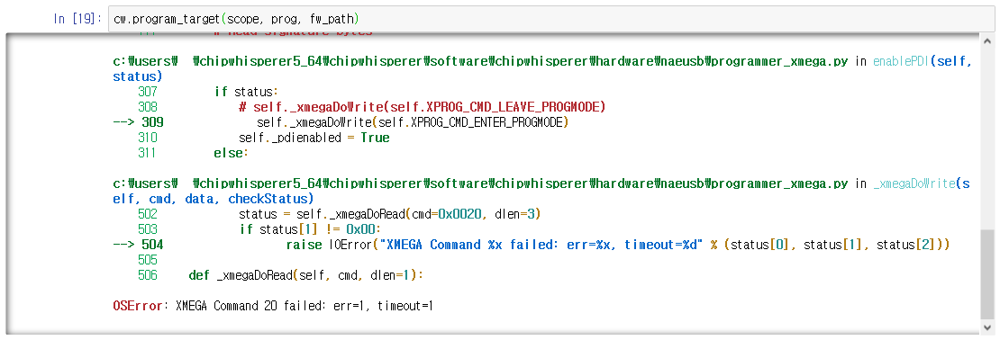 In [19]: cw.program_target(scope, prog, fw_path)
c:\users\ \chipwhisperer5_64\chipwhisperer\software\chipwhisperer\hardware\naeusb\programmer_xmega.py in enablePDI(self,
status)
307 if status:
308 # self._xmegaDoWrite(self.XPROG_CMD_LEAVE_PROGMODE)
--> 309 self._xmegaDoWrite(self.XPROG_CMD_ENTER_PROGMODE)
310 self._pdienabled = True
311 else:
c:\users\ \chipwhisperer5_64\chipwhisperer\software\chipwhisperer\hardware\naeusb\programmer_xmega.py in _xmegaDoWrite(s
elf, cmd, data, checkStatus)
502 status = self._xmegaDoRead(cmd=0x0020, dlen=3)
503 if status[1] != 0x00:
--> 504 raise IOError("XMEGA Command %x failed: err=%x, timeout=%d" % (status[0], status[1], status[2]))
505
506 def _xmegaDoRead(self, cmd, dlen=1):
OSError: XMEGA Command 20 failed: err=1, timeout=1